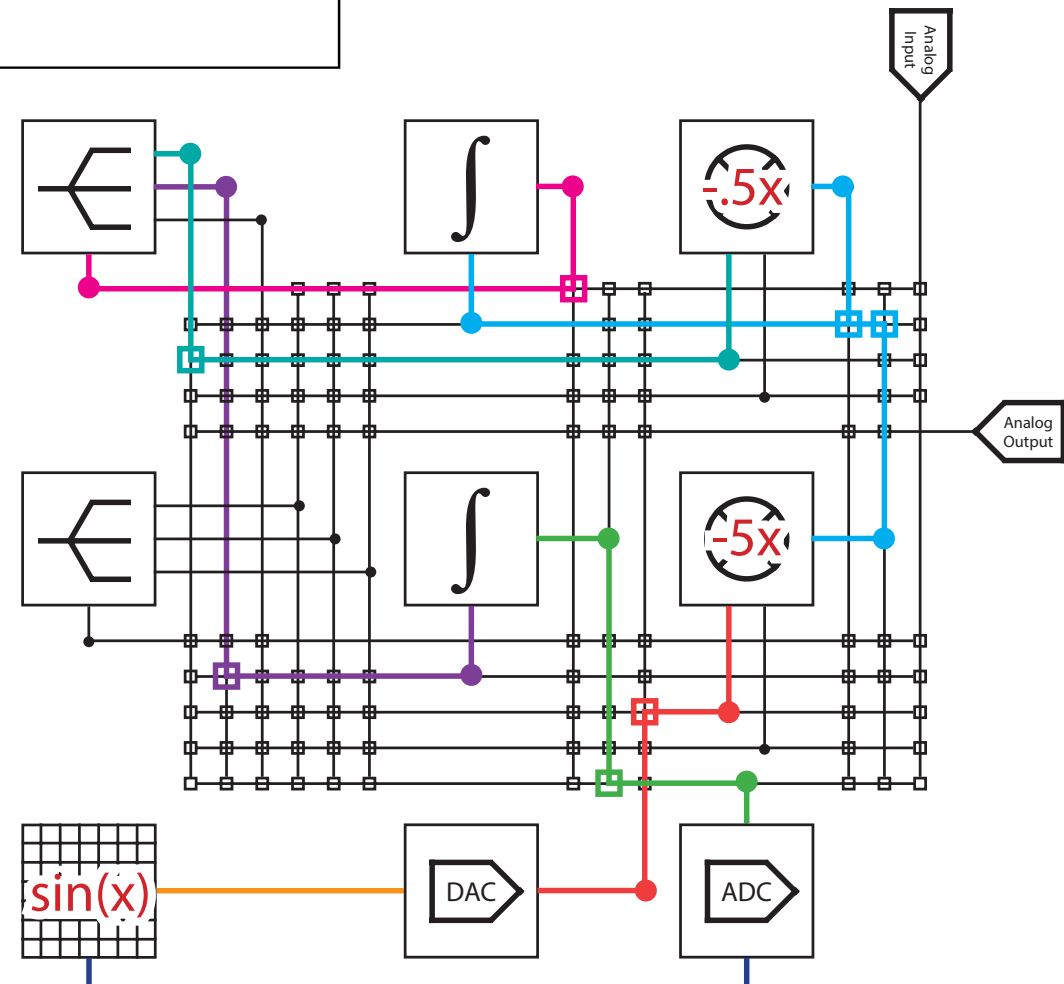 Analog
Input
∫
-.5x
Analog
Output
∫
-5x
sin(x)
DAC
ADC